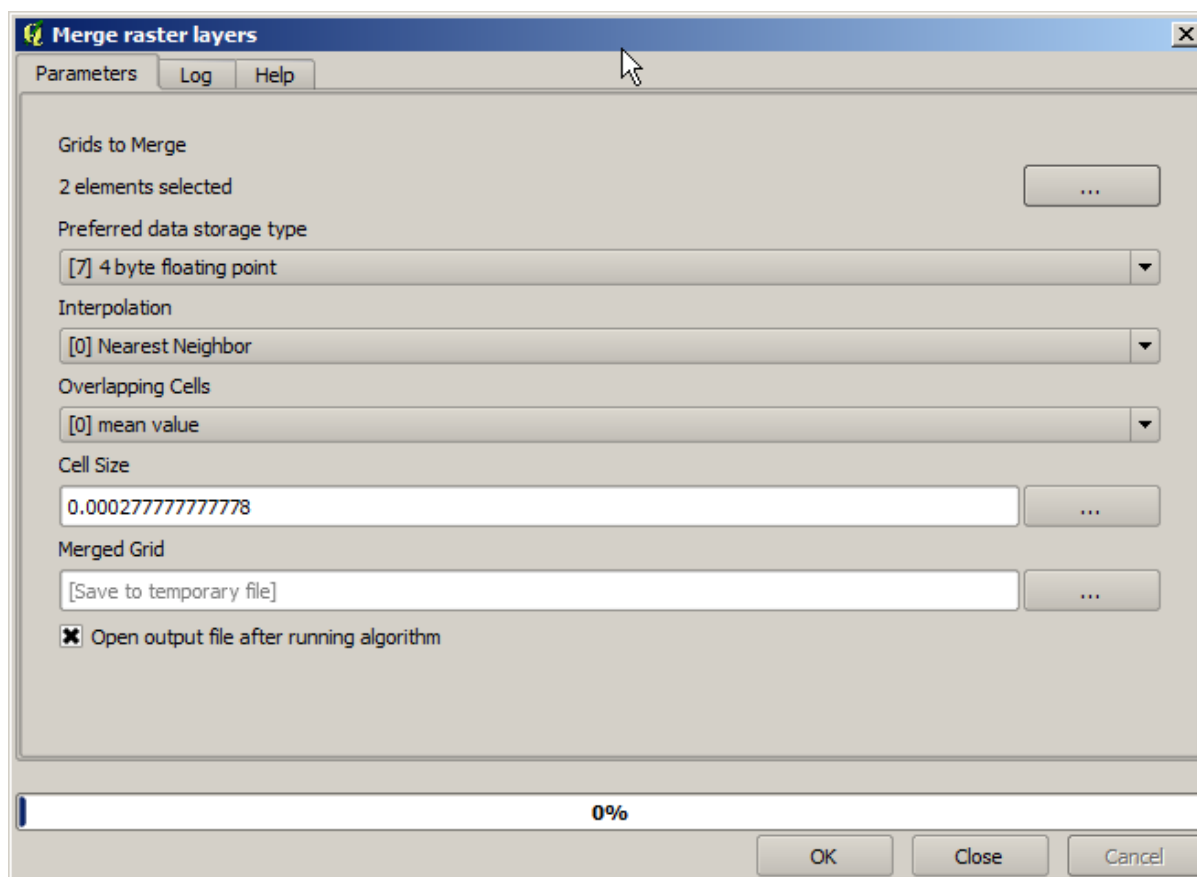 Merge raster layers
Parameters Log Help
Grids to Merge
2 elements selected
...
Preferred data storage type
[7] 4 byte floating point
Interpolation
[0] Nearest Neighbor
Overlapping Cells
[0] mean value
Cell Size
0.000277777777778
...
Merged Grid
[Save to temporary file]
...
Open output file after running algorithm
0%
OK Close Cancel